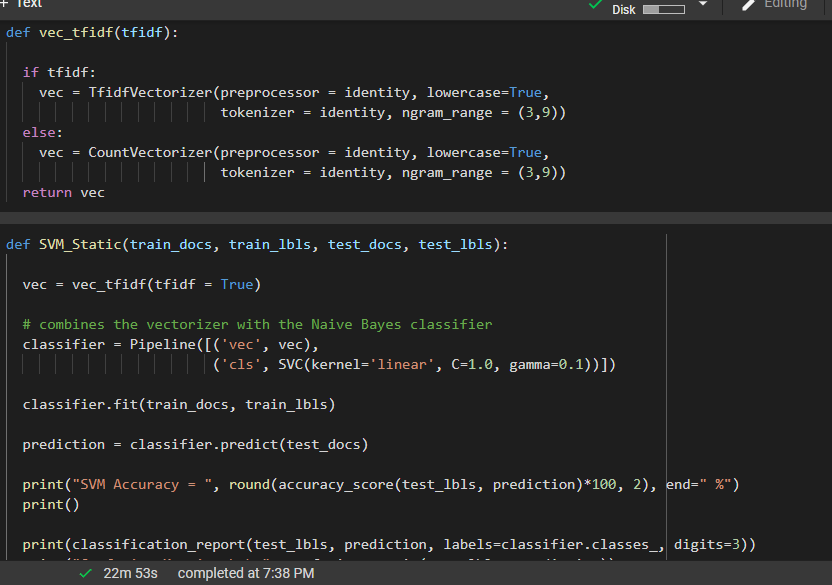 + Text
Disk
Editing
def vec_tfidf(tfidf):
if tfidf:
vec = TfidfVectorizer(preprocessor = identity, lowercase=True,
tokenizer = identity, ngram_range = (3,9))
else:
vec = CountVectorizer(preprocessor = identity, lowercase=True,
tokenizer = identity, ngram_range = (3,9))
return vec
def SVM_Static(train_docs, train_lbls, test_docs, test_lbls):
vec = vec_tfidf(tfidf = True)
# combines the vectorizer with the Naive Bayes classifier
classifier = Pipeline([('vec', vec),
('cls', SVC(kernel='linear', C=1.0, gamma=0.1))])
classifier.fit(train_docs, train_lbls)
prediction = classifier.predict(test_docs)
print("SVM Accuracy = ", round(accuracy_score(test_lbls, prediction)*100, 2), end=" %")
print()
print(classification_report(test_lbls, prediction, labels=classifier.classes_, digits=3))
22m 53s completed at 7:38 PM